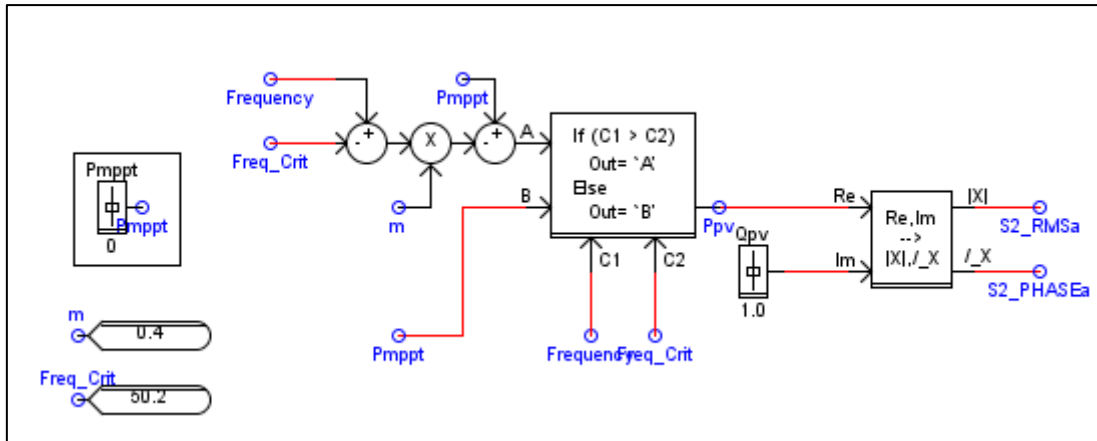 Frequency
Pmppt
- +
- +
A
If (C1 > C2)
Out= `A'
Else
Out= `B'
Freq_Crit
X
Pmppt
Pmppt
0
m
B
Ppv
Re
Re,Im
-->
|X|,/_X
|X|
S2_RMSa
Qpv
Im
/_X
S2_PHASEa
1.0
C1
C2
m
0.4
Pmppt
Frequency
Freq_Crit
Freq_Crit
50.2